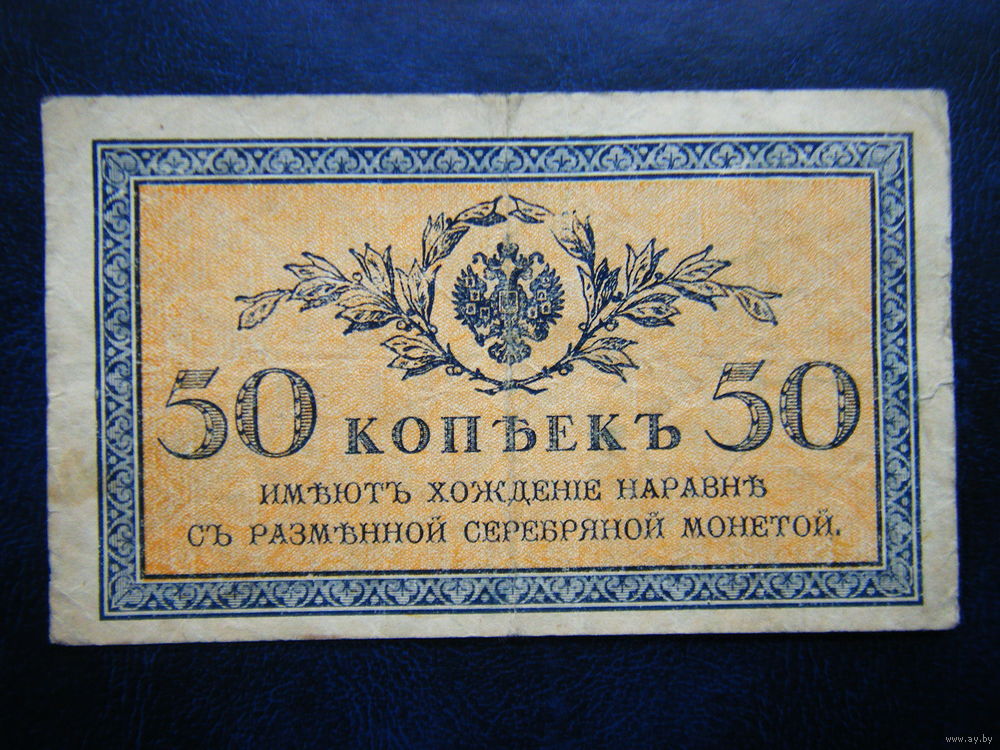 50 КОПѢЕКЪ 50
ИМѢЮТЪ ХОЖДЕНІЕ НАРАВНѢ
СЪ РАЗМѢННОЙ СЕРЕБРЯНОЙ МОНЕТОЙ.
www.ay.by